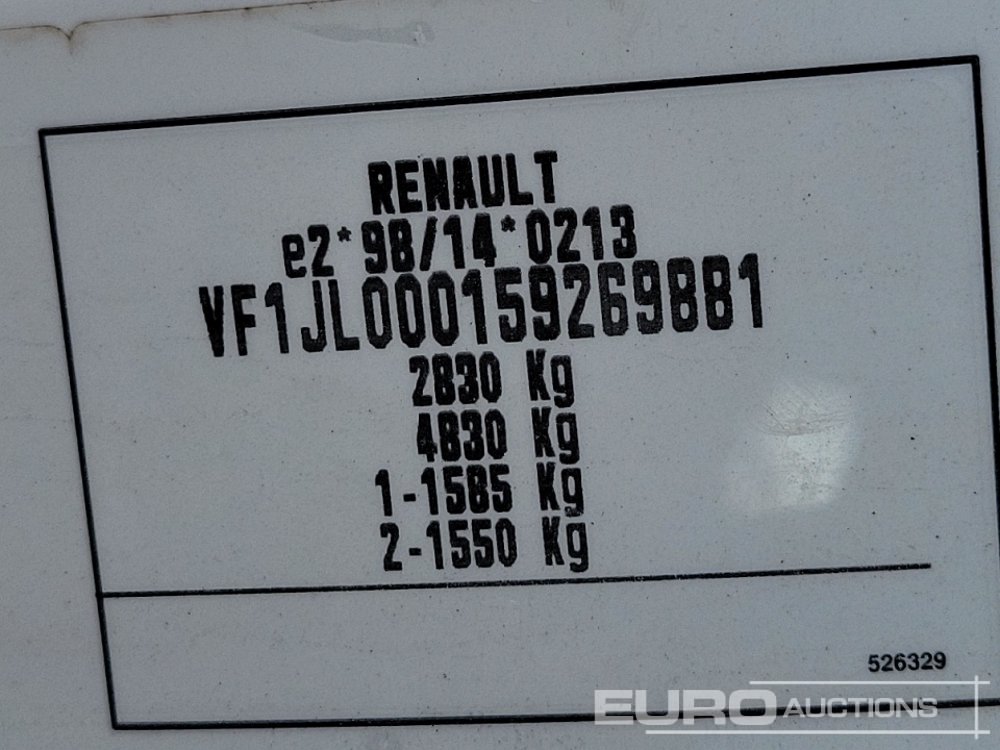 RENAULT
e2*98/14*0213
VF1JL000159269881
2830 Kg
4830 Kg
1-1585 Kg
2-1550 Kg
526329
EURO AUCTIONS